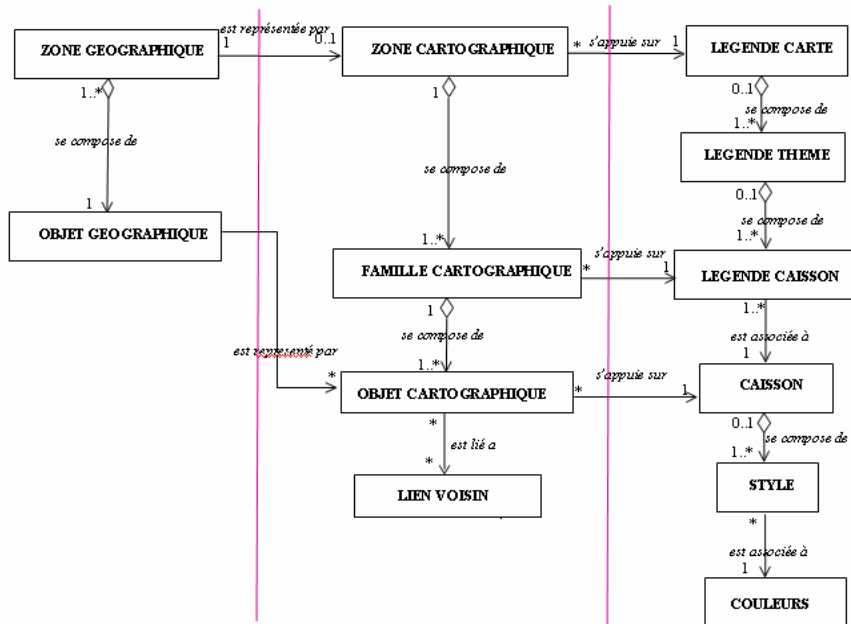 est représentée par
ZONE GEOGRAPHIQUE
1
0..1
ZONE CARTOGRAPHIQUE
*
s'appuie sur
1
LEGENDE CARTE
1..*
1
0..1
se compose de
1..*
se compose de
LEGENDE THEME
se compose de
0..1
1
se compose de
OBJET GEOGRAPHIQUE
1..*
1..*
s'appuie sur
FAMILLE CARTOGRAPHIQUE
*
1
LEGENDE CAISSON
1
1..*
se compose de
est associée à
est représenté par
1..*
1
*
OBJET CARTOGRAPHIQUE
*
s'appuie sur
1
CAISSON
*
0..1
est lié a
se compose de
*
1..*
LIEN VOISIN
STYLE
*
est associée à
1
COULEURS